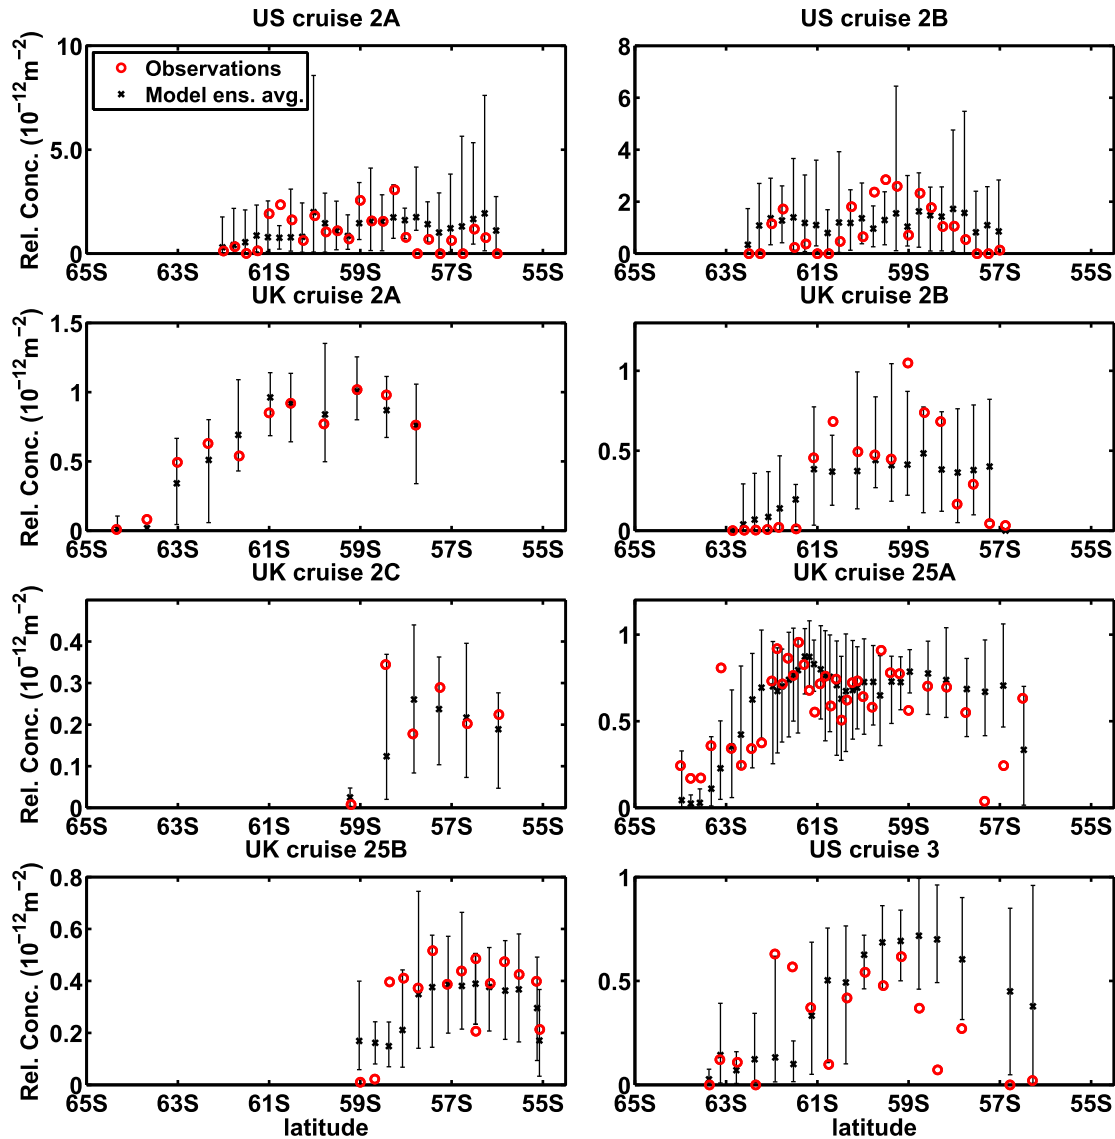 US cruise 2A
US cruise 2B
Rel. Conc. (10⁻¹²m⁻²)
10
5.0
0
Observations
Model ens. avg.
65S 63S 61S 59S 57S 55S
8
6
4
2
0
65S 63S 61S 59S 57S 55S
UK cruise 2A
UK cruise 2B
Rel. Conc. (10⁻¹²m⁻²)
1.5
1
0.5
0
65S 63S 61S 59S 57S 55S
1
0.5
0
65S 63S 61S 59S 57S 55S
UK cruise 2C
UK cruise 25A
Rel. Conc. (10⁻¹²m⁻²)
0.4
0.3
0.2
0.1
0
65S 63S 61S 59S 57S 55S
1
0.5
0
65S 63S 61S 59S 57S 55S
UK cruise 25B
US cruise 3
Rel. Conc. (10⁻¹²m⁻²)
0.8
0.6
0.4
0.2
0
65S 63S 61S 59S 57S 55S
latitude
1
0.5
0
65S 63S 61S 59S 57S 55S
latitude